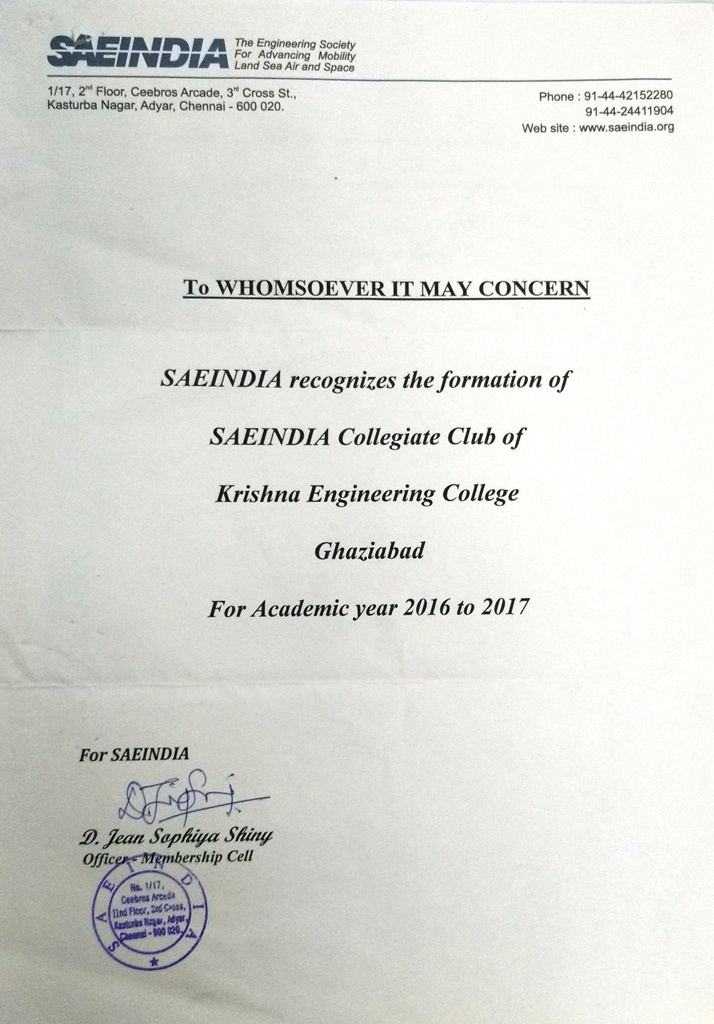 SAEINDIA
The Engineering Society
For Advancing Mobility
Land Sea Air and Space
1/17, 2nd Floor, Ceebros Arcade, 3rd Cross St.,
Kasturba Nagar, Adyar, Chennai - 600 020.
Phone : 91-44-42152280
91-44-24411904
Web site : www.saeindia.org
To WHOMSOEVER IT MAY CONCERN
SAEINDIA recognizes the formation of
SAEINDIA Collegiate Club of
Krishna Engineering College
Ghaziabad
For Academic year 2016 to 2017
For SAEINDIA
D. Jean Sophiya Shiny
Officer - Membership Cell
SAEINDIA
No. 1/17,
Ceebros Arcade
IInd Floor, 3rd Cross,
Kasturba Nagar, Adyar,
Chennai - 600 020.